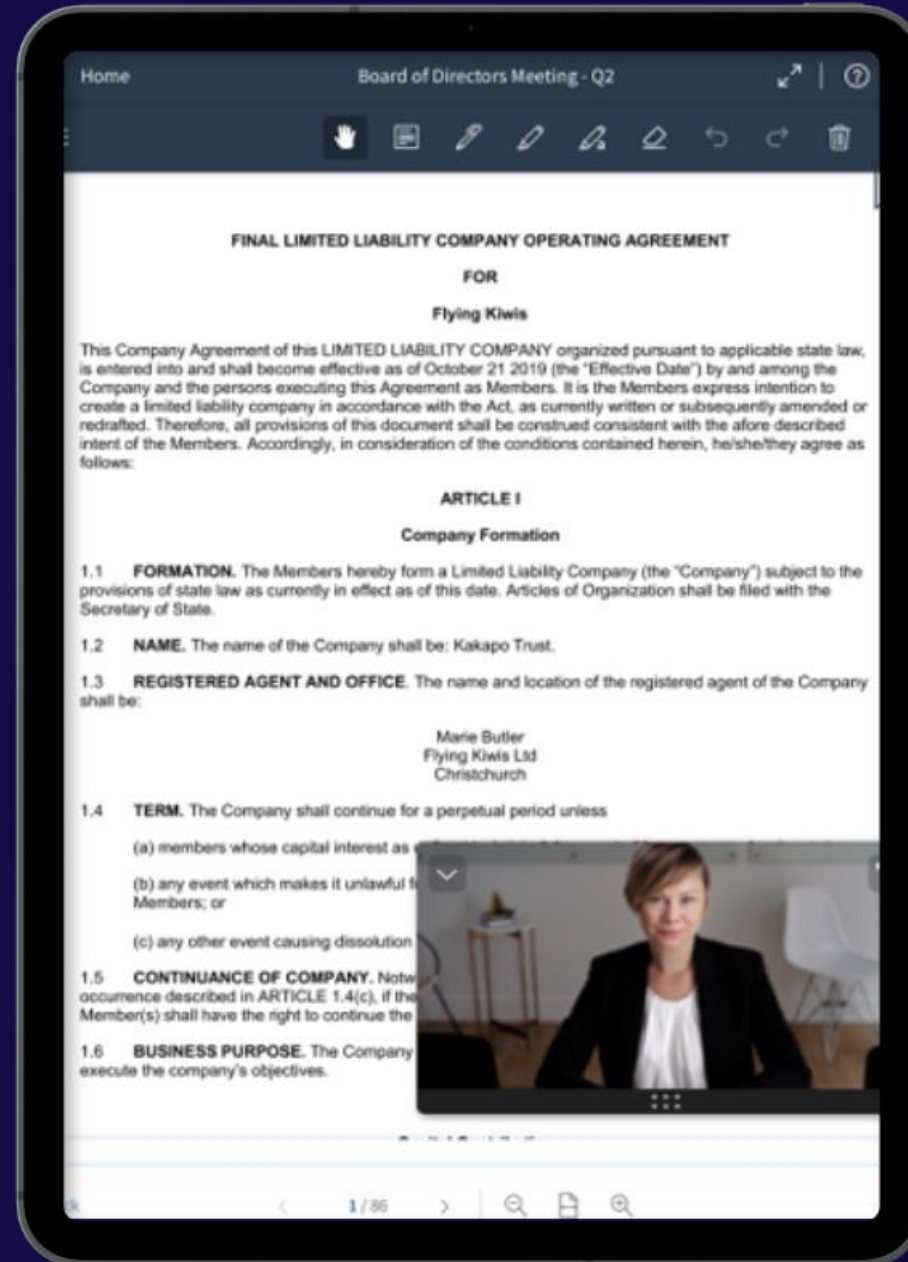 Home Board of Directors Meeting - Q2
FINAL LIMITED LIABILITY COMPANY OPERATING AGREEMENT
FOR
Flying Kiwis
This Company Agreement of this LIMITED LIABILITY COMPANY organized pursuant to applicable state law,
is entered into and shall become effective as of October 21 2019 (the "Effective Date") by and among the
Company and the persons executing this Agreement as Members. It is the Members express intention to
create a limited liability company in accordance with the Act, as currently written or subsequently amended or
redrafted. Therefore, all provisions of this document shall be construed consistent with the afore described
intent of the Members. Accordingly, in consideration of the conditions contained herein, he/she/they agree as
follows:
ARTICLE I
Company Formation
1.1 FORMATION. The Members hereby form a Limited Liability Company (the "Company") subject to the
provisions of state law as currently in effect as of this date. Articles of Organization shall be filed with the
Secretary of State.
1.2 NAME. The name of the Company shall be: Kakapo Trust.
1.3 REGISTERED AGENT AND OFFICE. The name and location of the registered agent of the Company
shall be:
Marie Butler
Flying Kiwis Ltd
Christchurch
1.4 TERM. The Company shall continue for a perpetual period unless
(a) members whose capital interest as
(b) any event which makes it unlawful
Members; or
(c) any other event causing dissolution
1.5 CONTINUANCE OF COMPANY.
occurrence described in ARTICLE 1.4(c), if the
Member(s) shall have the right to continue the
1.6 BUSINESS PURPOSE. The Company
execute the company's objectives.
1 / 86